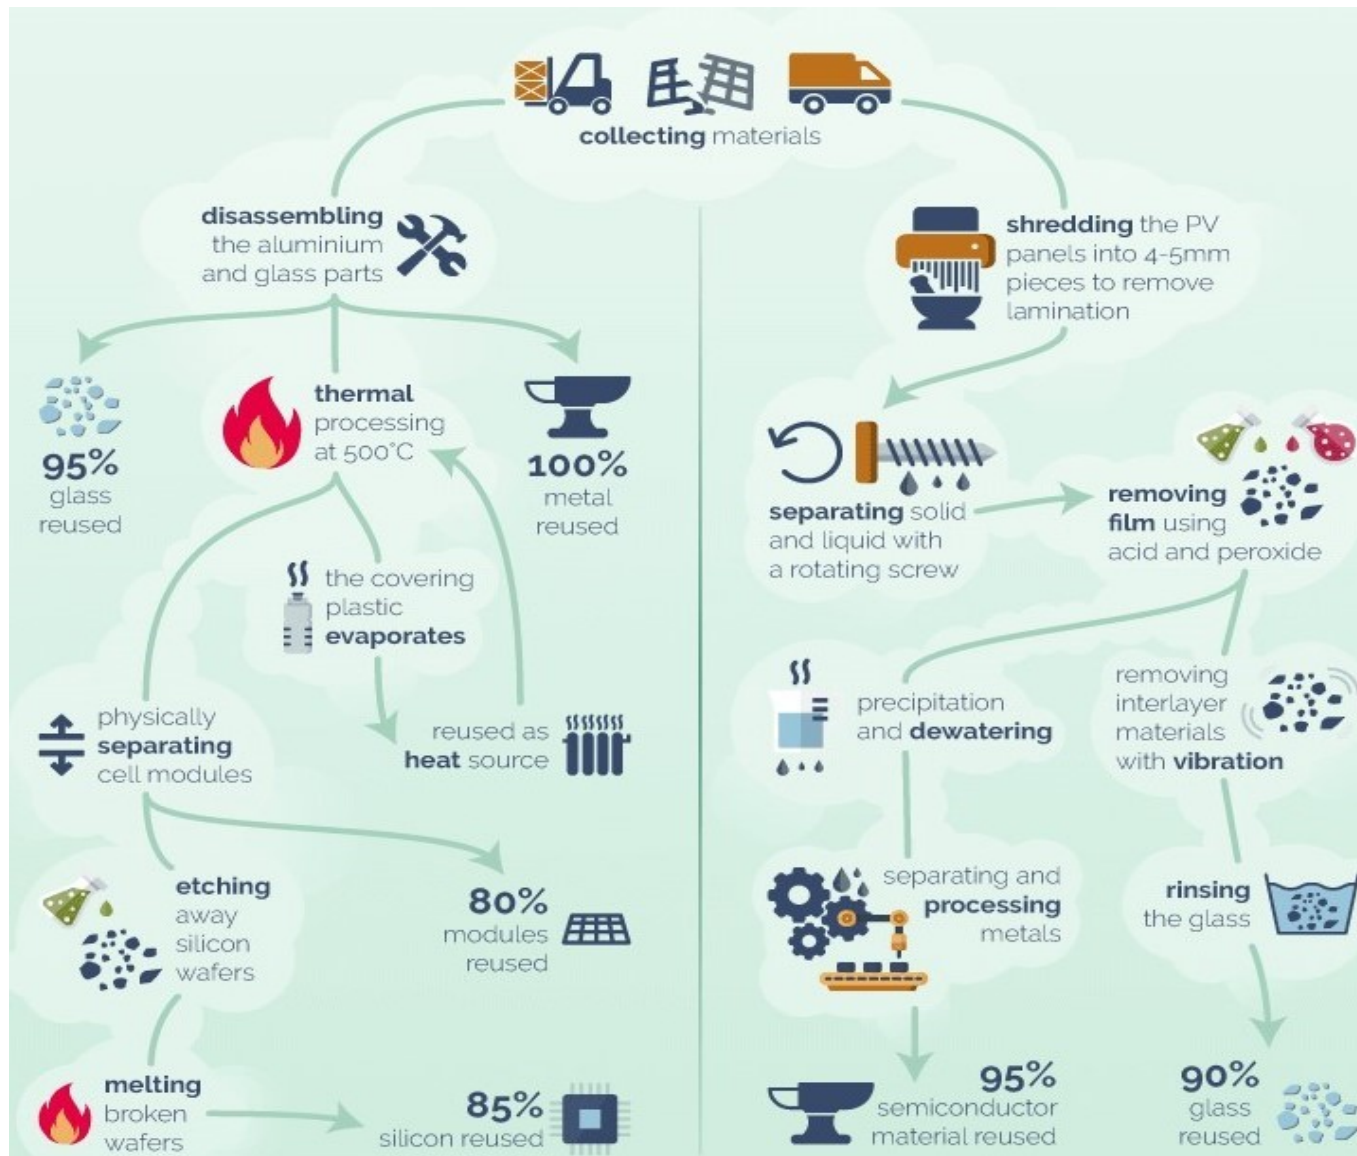 collecting materials
disassembling
the aluminium
and glass parts
95%
glass
reused
thermal
processing
at 500°C
100%
metal
reused
the covering
plastic
evaporates
reused as
heat source
physically
separating
cell modules
80%
modules
reused
etching
away
silicon
wafers
melting
broken
wafers
85%
silicon reused
shredding the PV
panels into 4-5mm
pieces to remove
lamination
separating solid
and liquid with
a rotating screw
removing
film using
acid and peroxide
precipitation
and dewatering
separating and
processing
metals
95%
semiconductor
material reused
removing
interlayer
materials
with vibration
rinsing
the glass
90%
glass
reused